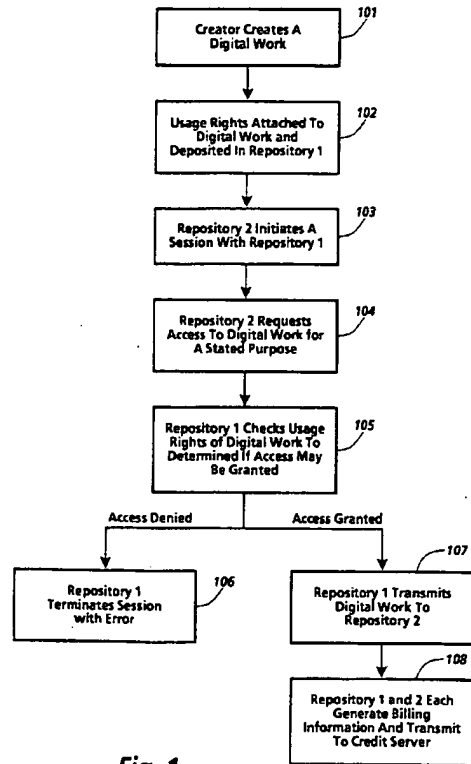 101
Creator Creates A
Digital Work
102
Usage Rights Attached To
Digital Work and
Deposited In Repository 1
103
Repository 2 Initiates A
Session With Repository 1
104
Repository 2 Requests
Access To Digital Work for
A Stated Purpose
105
Repository 1 Checks Usage
Rights of Digital Work To
Determined If Access May
Be Granted
Access Denied
Access Granted
106
Repository 1
Terminates Session
with Error
107
Repository 1 Transmits
Digital Work To
Repository 2
108
Repository 1 and 2 Each
Generate Billing
Information And Transmit
To Credit Server
Fig. 1